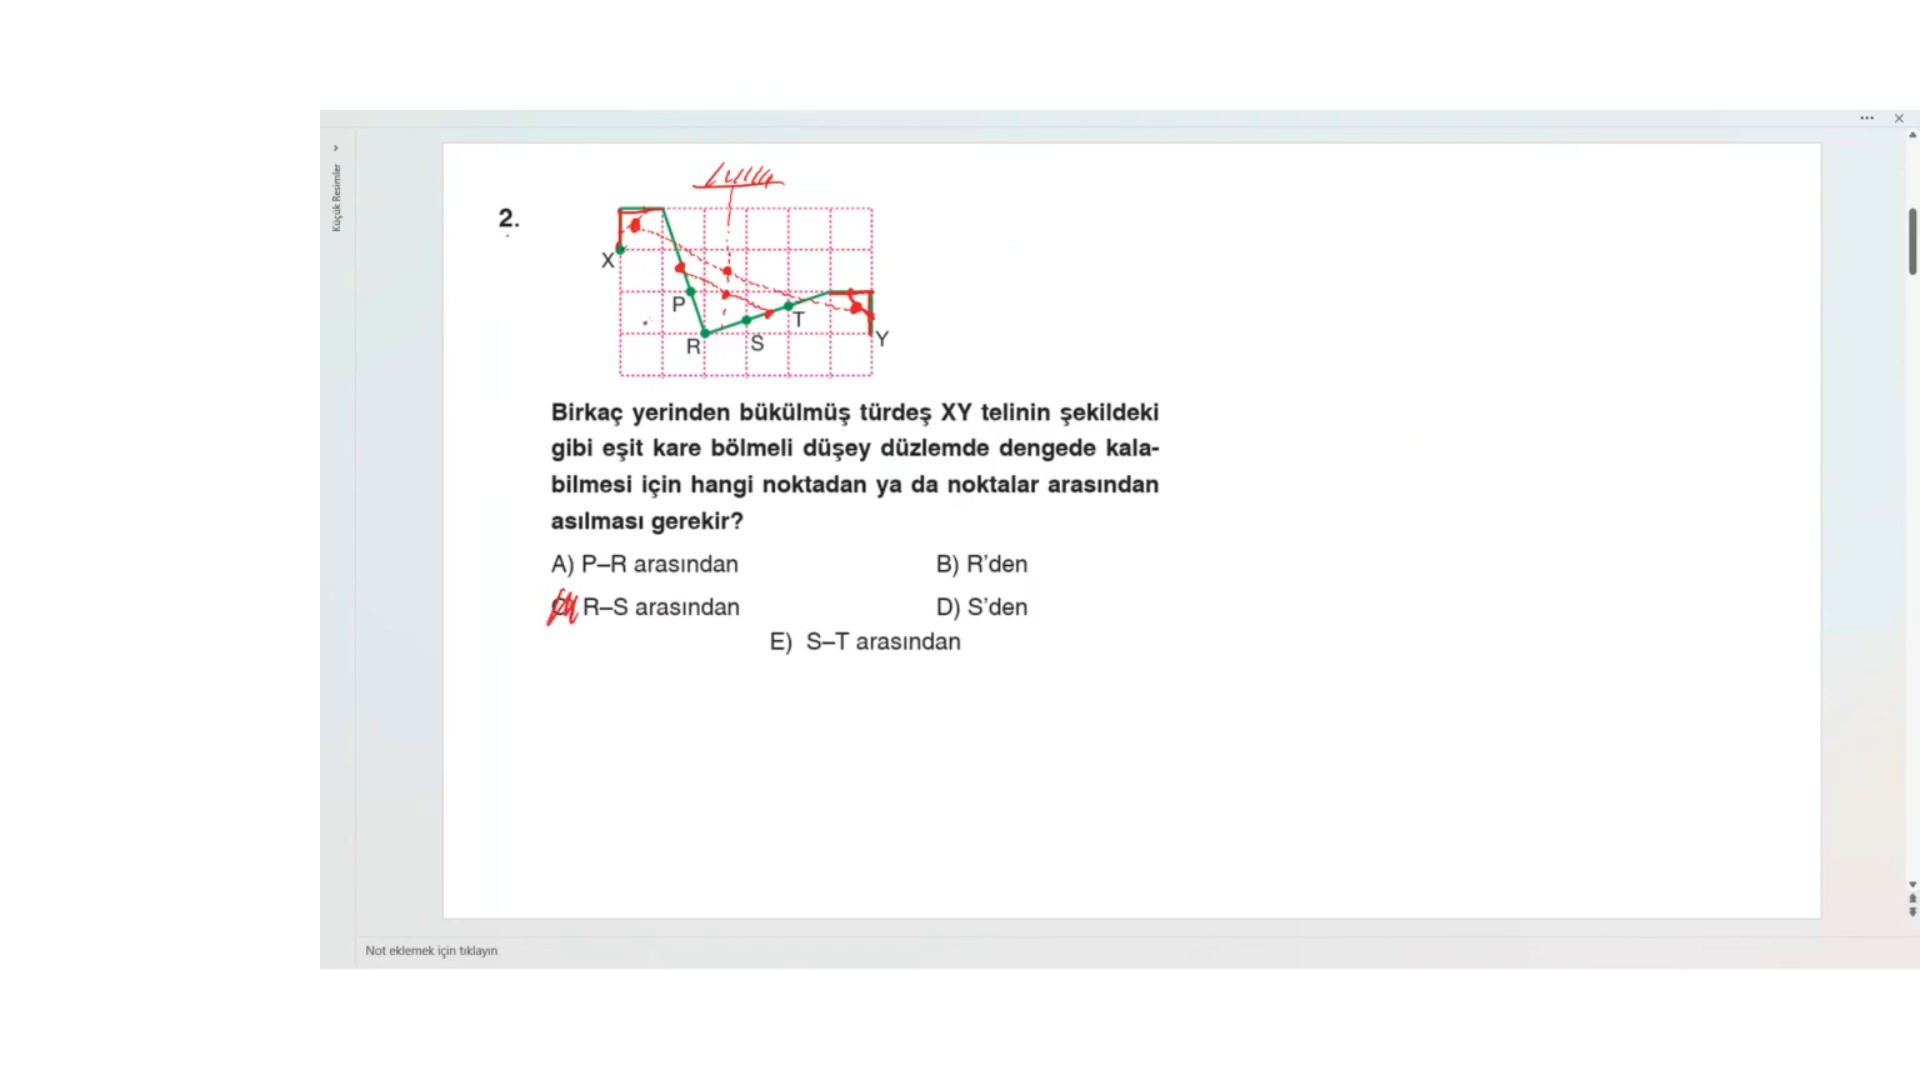 Küçük Resimler
2.
X
P
R
S
T
Y
Birkaç yerinden bükülmüş türdeş XY telinin şekildeki
gibi eşit kare bölmeli düşey düzlemde dengede kala-
bilmesi için hangi noktadan ya da noktalar arasından
asılması gerekir?
A) P–R arasından
B) R’den
R–S arasından
D) S’den
E) S–T arasından
Not eklemek için tıklayın